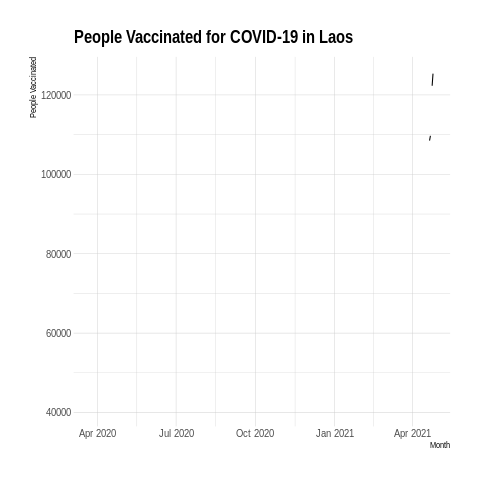 People Vaccinated for COVID-19 in Laos
People Vaccinated
120000
100000
80000
60000
40000
Apr 2020 Jul 2020 Oct 2020 Jan 2021 Apr 2021
Month